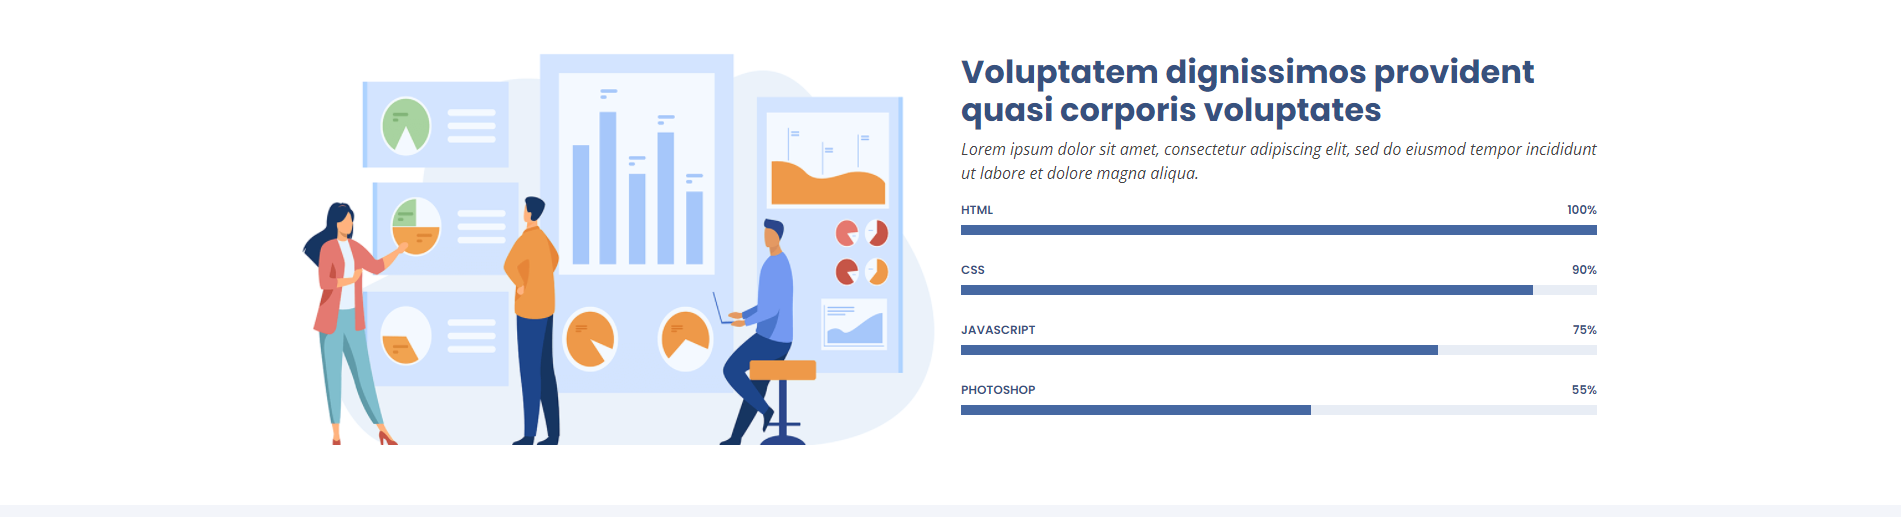 Voluptatem dignissimos provident
quasi corporis voluptates
Lorem ipsum dolor sit amet, consectetur adipiscing elit, sed do eiusmod tempor incididunt
ut labore et dolore magna aliqua.
HTML 100%
CSS 90%
JAVASCRIPT 75%
PHOTOSHOP 55%